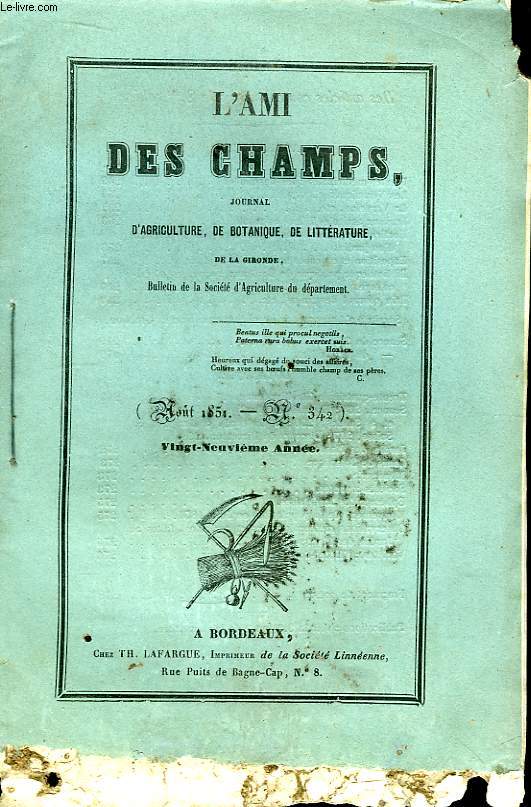 Le-livre.com
L'AMI
DES CHAMPS,
JOURNAL
D'AGRICULTURE, DE BOTANIQUE, DE LITTÉRATURE,
DE LA GIRONDE,
Bulletin de la Société d'Agriculture du département.
Beatus ille qui procul negotiis,
Paterna rura bobus exercet suis.
HORACE.
Heureux qui dégagé du souci des affaires,
Cultive avec ses bœufs l'humble champ de ses pères.
C.
(Août 1851. — N.º 342).
Vingt-Neuvième Année.
A BORDEAUX,
CHEZ TH. LAFARGUE, IMPRIMEUR de la Société Linnéenne,
Rue Puits de Bagne-Cap, N.º 8.